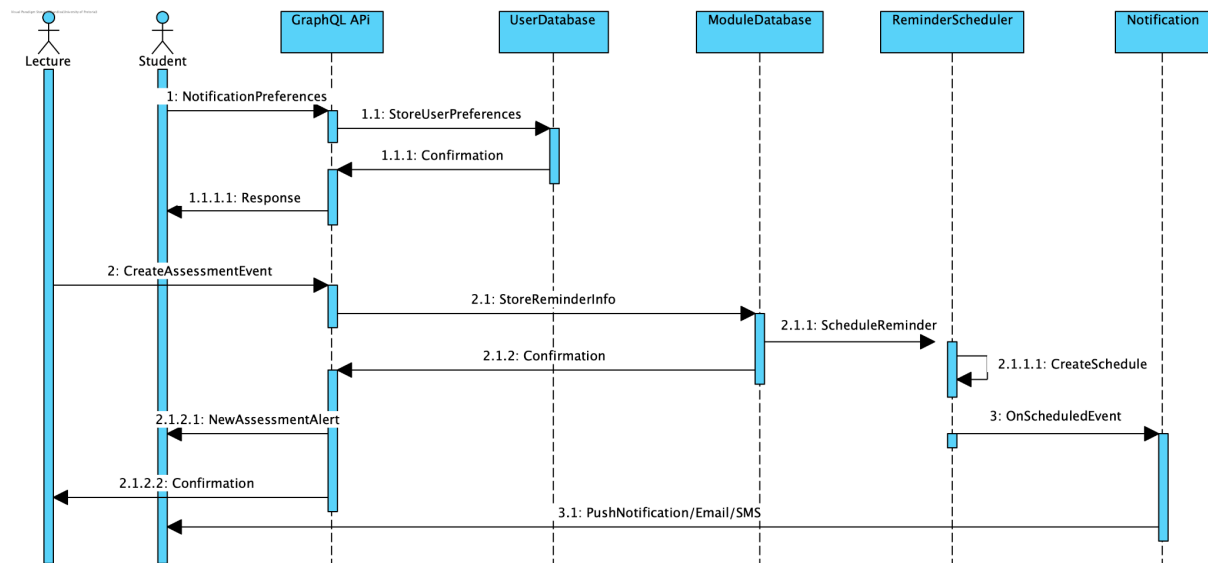 GraphQL APi
UserDatabase
ModuleDatabase
ReminderScheduler
Notification
Lecture
Student
1: NotificationPreferences
1.1: StoreUserPreferences
1.1.1: Confirmation
1.1.1.1: Response
2: CreateAssessmentEvent
2.1: StoreReminderInfo
2.1.1: ScheduleReminder
2.1.2: Confirmation
2.1.1.1: CreateSchedule
2.1.2.1: NewAssessmentAlert
3: OnScheduledEvent
2.1.2.2: Confirmation
3.1: PushNotification/Email/SMS